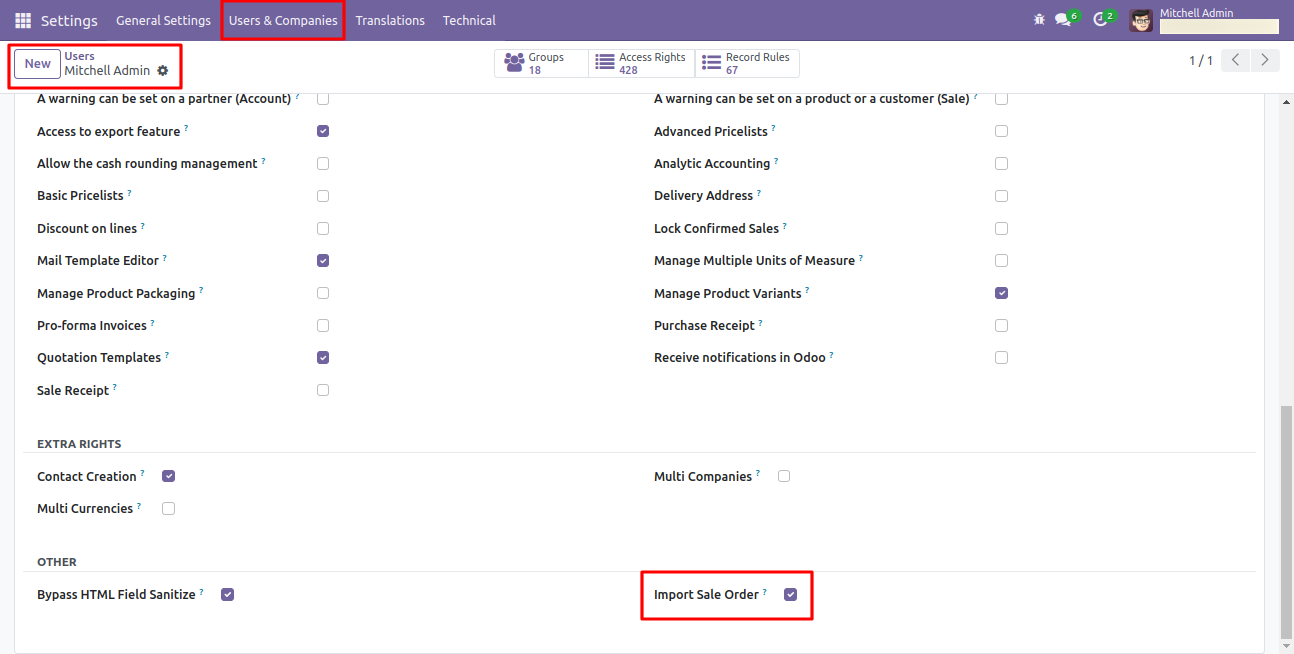 Settings General Settings Users & Companies Translations Technical 6 2 Mitchell Admin
New Users Mitchell Admin Groups 18 Access Rights 428 Record Rules 67 1 / 1
A warning can be set on a partner (Account) ? A warning can be set on a product or a customer (Sale) ?
Access to export feature ? Advanced Pricelists ?
Allow the cash rounding management ? Analytic Accounting ?
Basic Pricelists ? Delivery Address ?
Discount on lines ? Lock Confirmed Sales ?
Mail Template Editor ? Manage Multiple Units of Measure ?
Manage Product Packaging ? Manage Product Variants ?
Pro-forma Invoices ? Purchase Receipt ?
Quotation Templates ? Receive notifications in Odoo ?
Sale Receipt ?
EXTRA RIGHTS
Contact Creation ? Multi Companies ?
Multi Currencies ?
OTHER
Bypass HTML Field Sanitize ? Import Sale Order ?